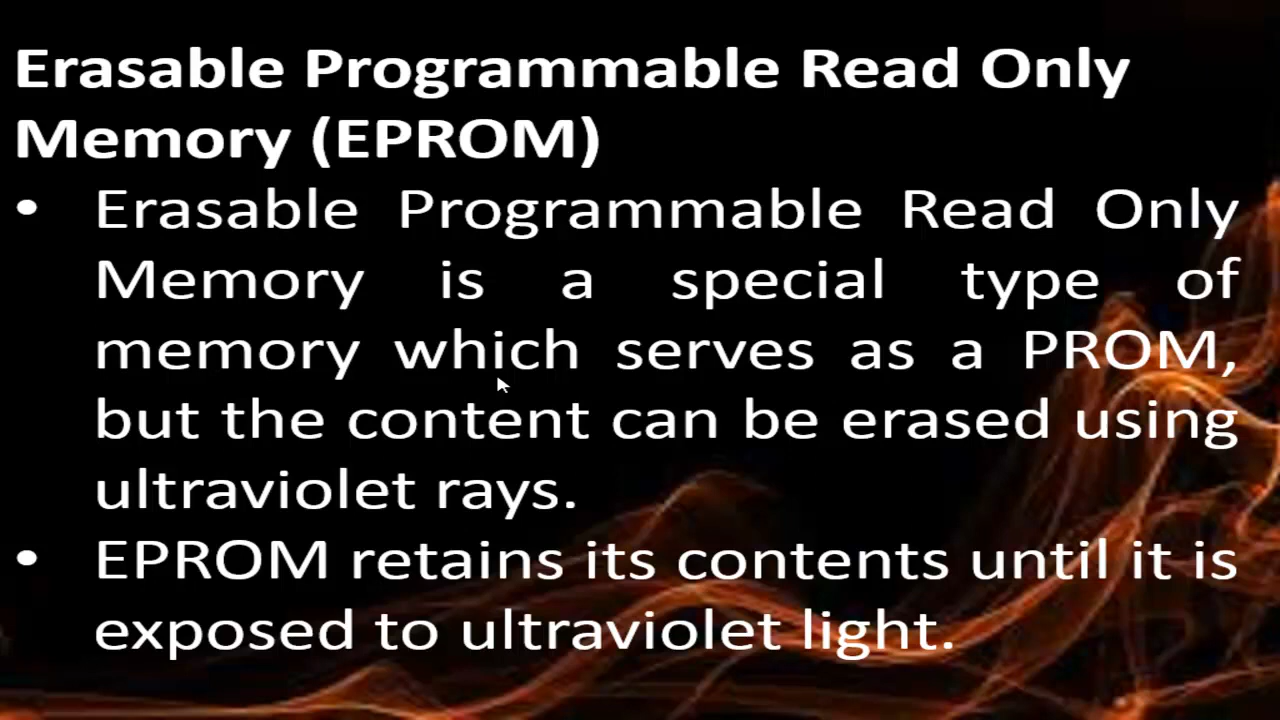 Erasable Programmable Read Only
Memory (EPROM)
• Erasable Programmable Read Only
Memory is a special type of
memory which serves as a PROM,
but the content can be erased using
ultraviolet rays.
• EPROM retains its contents until it is
exposed to ultraviolet light.